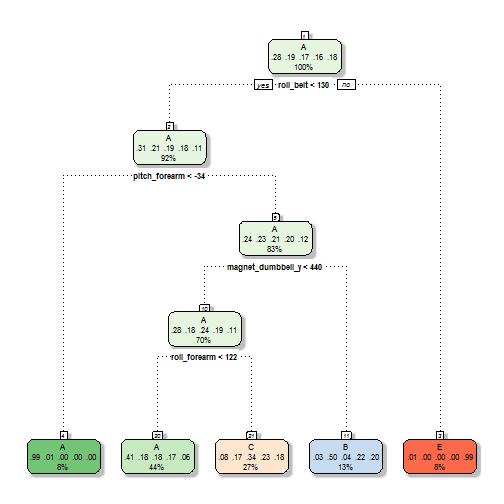 1
A
.28 .19 .17 .16 .18
100%
yes roll_belt < 130 no
2
A
.31 .21 .19 .18 .11
92%
pitch_forearm < -34
5
A
.24 .23 .21 .20 .12
83%
magnet_dumbbell_y < 440
10
A
.28 .18 .24 .19 .11
70%
roll_forearm < 122
4
A
.99 .01 .00 .00 .00
8%
20
A
.41 .18 .18 .17 .06
44%
21
C
.08 .17 .34 .23 .18
27%
11
B
.03 .50 .04 .22 .20
13%
3
E
.01 .00 .00 .00 .99
8%